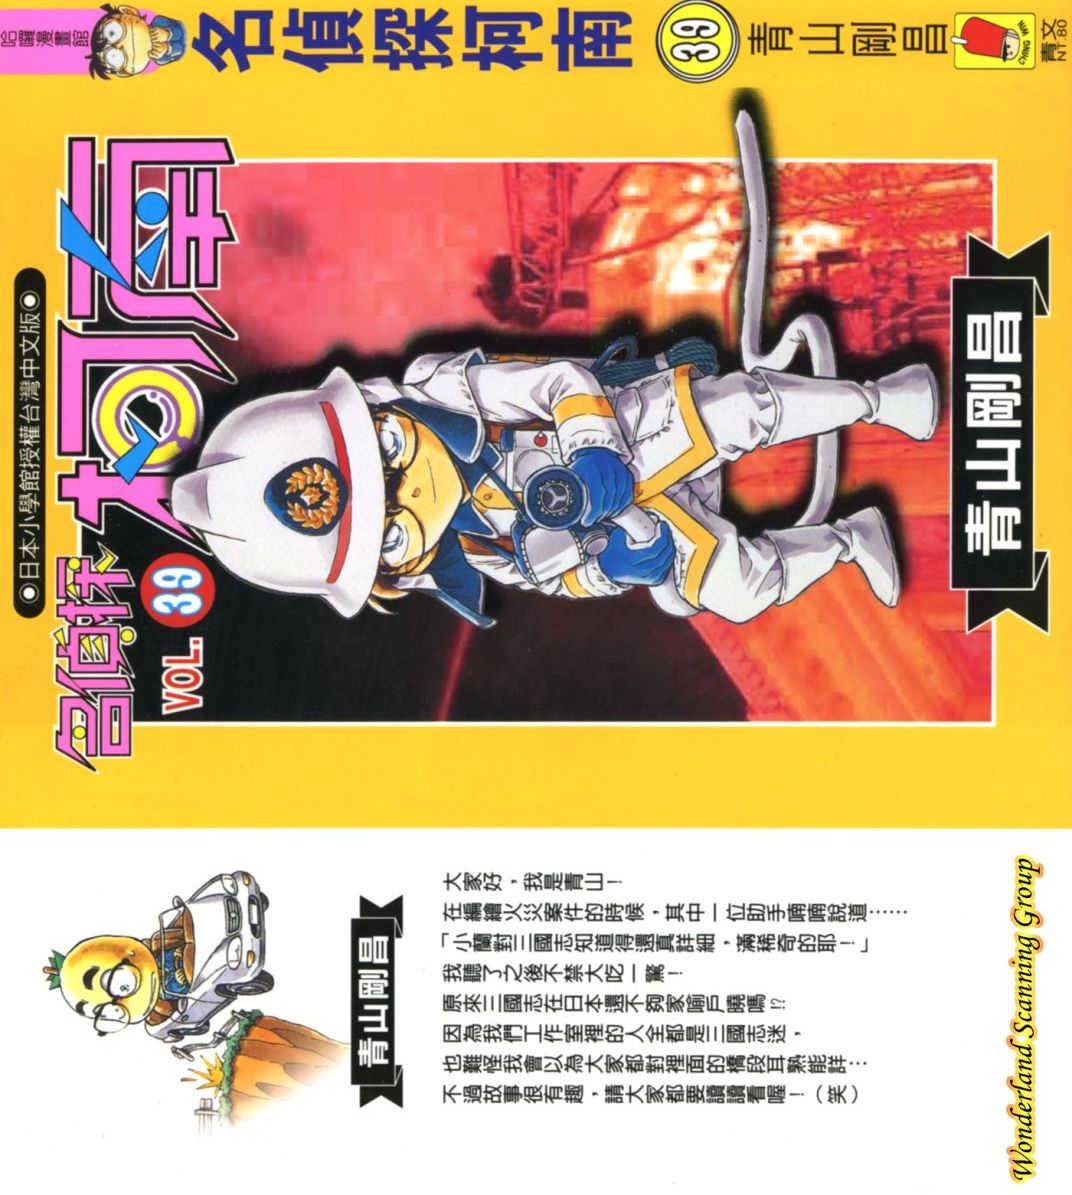 哈囉漫畫館
名偵探柯南
39
青山剛昌
CHING WIN
青文
NT.80
日本小學館授權台灣中文版
名偵探
柯南
VOL. 39
青山剛昌
青山剛昌
大家好，我是青山！
在編繪火災案件的時候，其中一位助手喃喃說道……
「小蘭對三國志知道得還真詳細，滿稀奇的耶！」
我聽了之後不禁大吃一驚！
原來三國志在日本還不夠家喻戶曉嗎!?
因為我們工作室裡的人全都是三國志迷，
也難怪我會以為大家都對裡面的橋段耳熟能詳…
不過故事很有趣，請大家都要讀讀看喔！（笑）
Wonderland Scanning Group